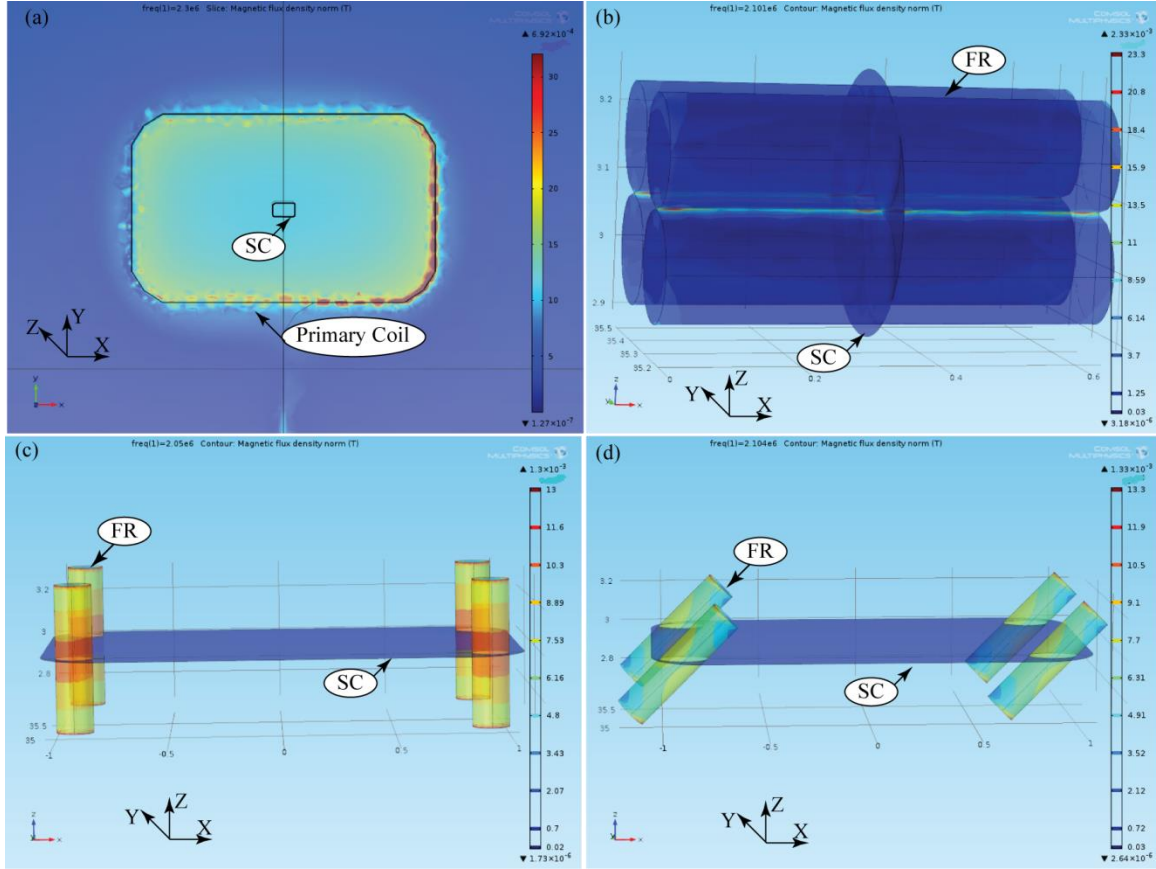 (a)
freq(1)=2.3e6 Slice: Magnetic flux density norm (T)
COMSOL
MULTIPHYSICS
▲ 6.92×10⁻⁴
30
25
20
15
10
5
▼ 1.27×10⁻⁷
SC
Primary Coil
Z
Y
X
y
x
(b)
freq(1)=2.101e6 Contour: Magnetic flux density norm (T)
COMSOL
MULTIPHYSICS
▲ 2.33×10⁻³
23.3
20.8
18.4
15.9
13.5
11
8.59
6.14
3.7
1.25
0.03
▼ 3.18×10⁻⁶
FR
3.2
3.1
3
2.9
35.5
35.4
35.3
35.2
0
0.2
0.4
0.6
SC
Y
Z
X
z
y
x
(c)
freq(1)=2.05e6 Contour: Magnetic flux density norm (T)
COMSOL
MULTIPHYSICS
▲ 1.3×10⁻³
13
11.6
10.3
8.89
7.53
6.16
4.8
3.43
2.07
0.7
0.02
▼ 1.73×10⁻⁶
FR
3.2
3
2.8
35.5
35
-1
-0.5
0
0.5
1
SC
Y
Z
X
z
x
(d)
freq(1)=2.104e6 Contour: Magnetic flux density norm (T)
COMSOL
MULTIPHYSICS
▲ 1.33×10⁻³
13.3
11.9
10.5
9.1
7.7
6.31
4.91
3.52
2.12
0.72
0.03
▼ 2.64×10⁻⁶
FR
3.2
3
2.8
35.5
35
-1
-0.5
0
0.5
1
SC
Y
Z
X
z
x